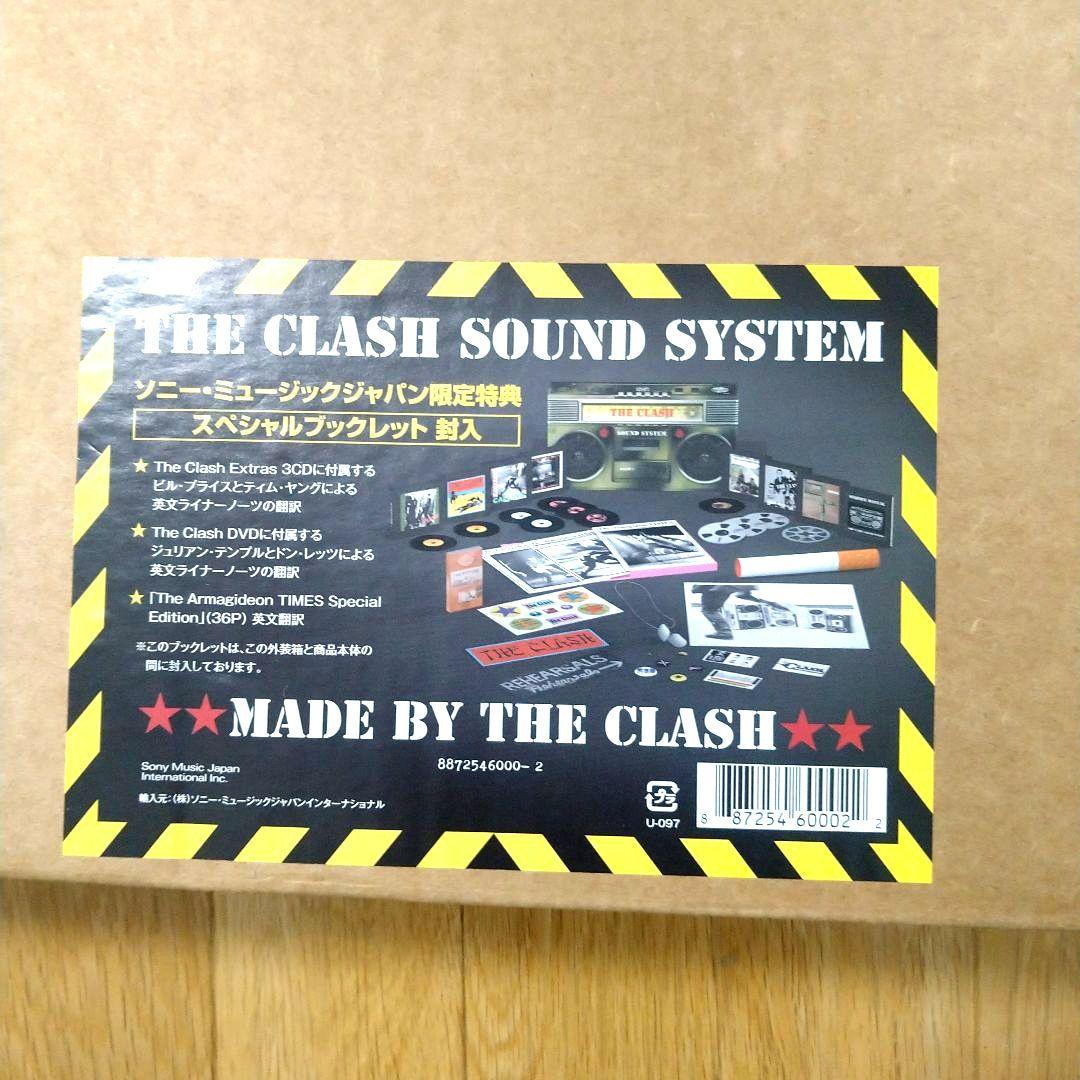 THE CLASH SOUND SYSTEM
ソニー・ミュージックジャパン限定特典
スペシャルブックレット 封入
★ The Clash Extras 3CDに付属する
ビル・プライスとティム・ヤングによる
英文ライナーノーツの翻訳
★ The Clash DVDに付属する
ジュリアン・テンプルとドン・レッツによる
英文ライナーノーツの翻訳
★ 「The Armagideon TIMES Special
Edition」(36P) 英文翻訳
※このブックレットは、この外装箱と商品本体の
間に封入しております。
THE CLASH
SOUND SYSTEM
THE CLASH
REHEARSALS
Rehearsals
CLASH
★★MADE BY THE CLASH★★
Sony Music Japan
International Inc.
8872546000-2
輸入元:(株)ソニー・ミュージックジャパンインターナショナル
プラ
U-097
8 87254 60002 2